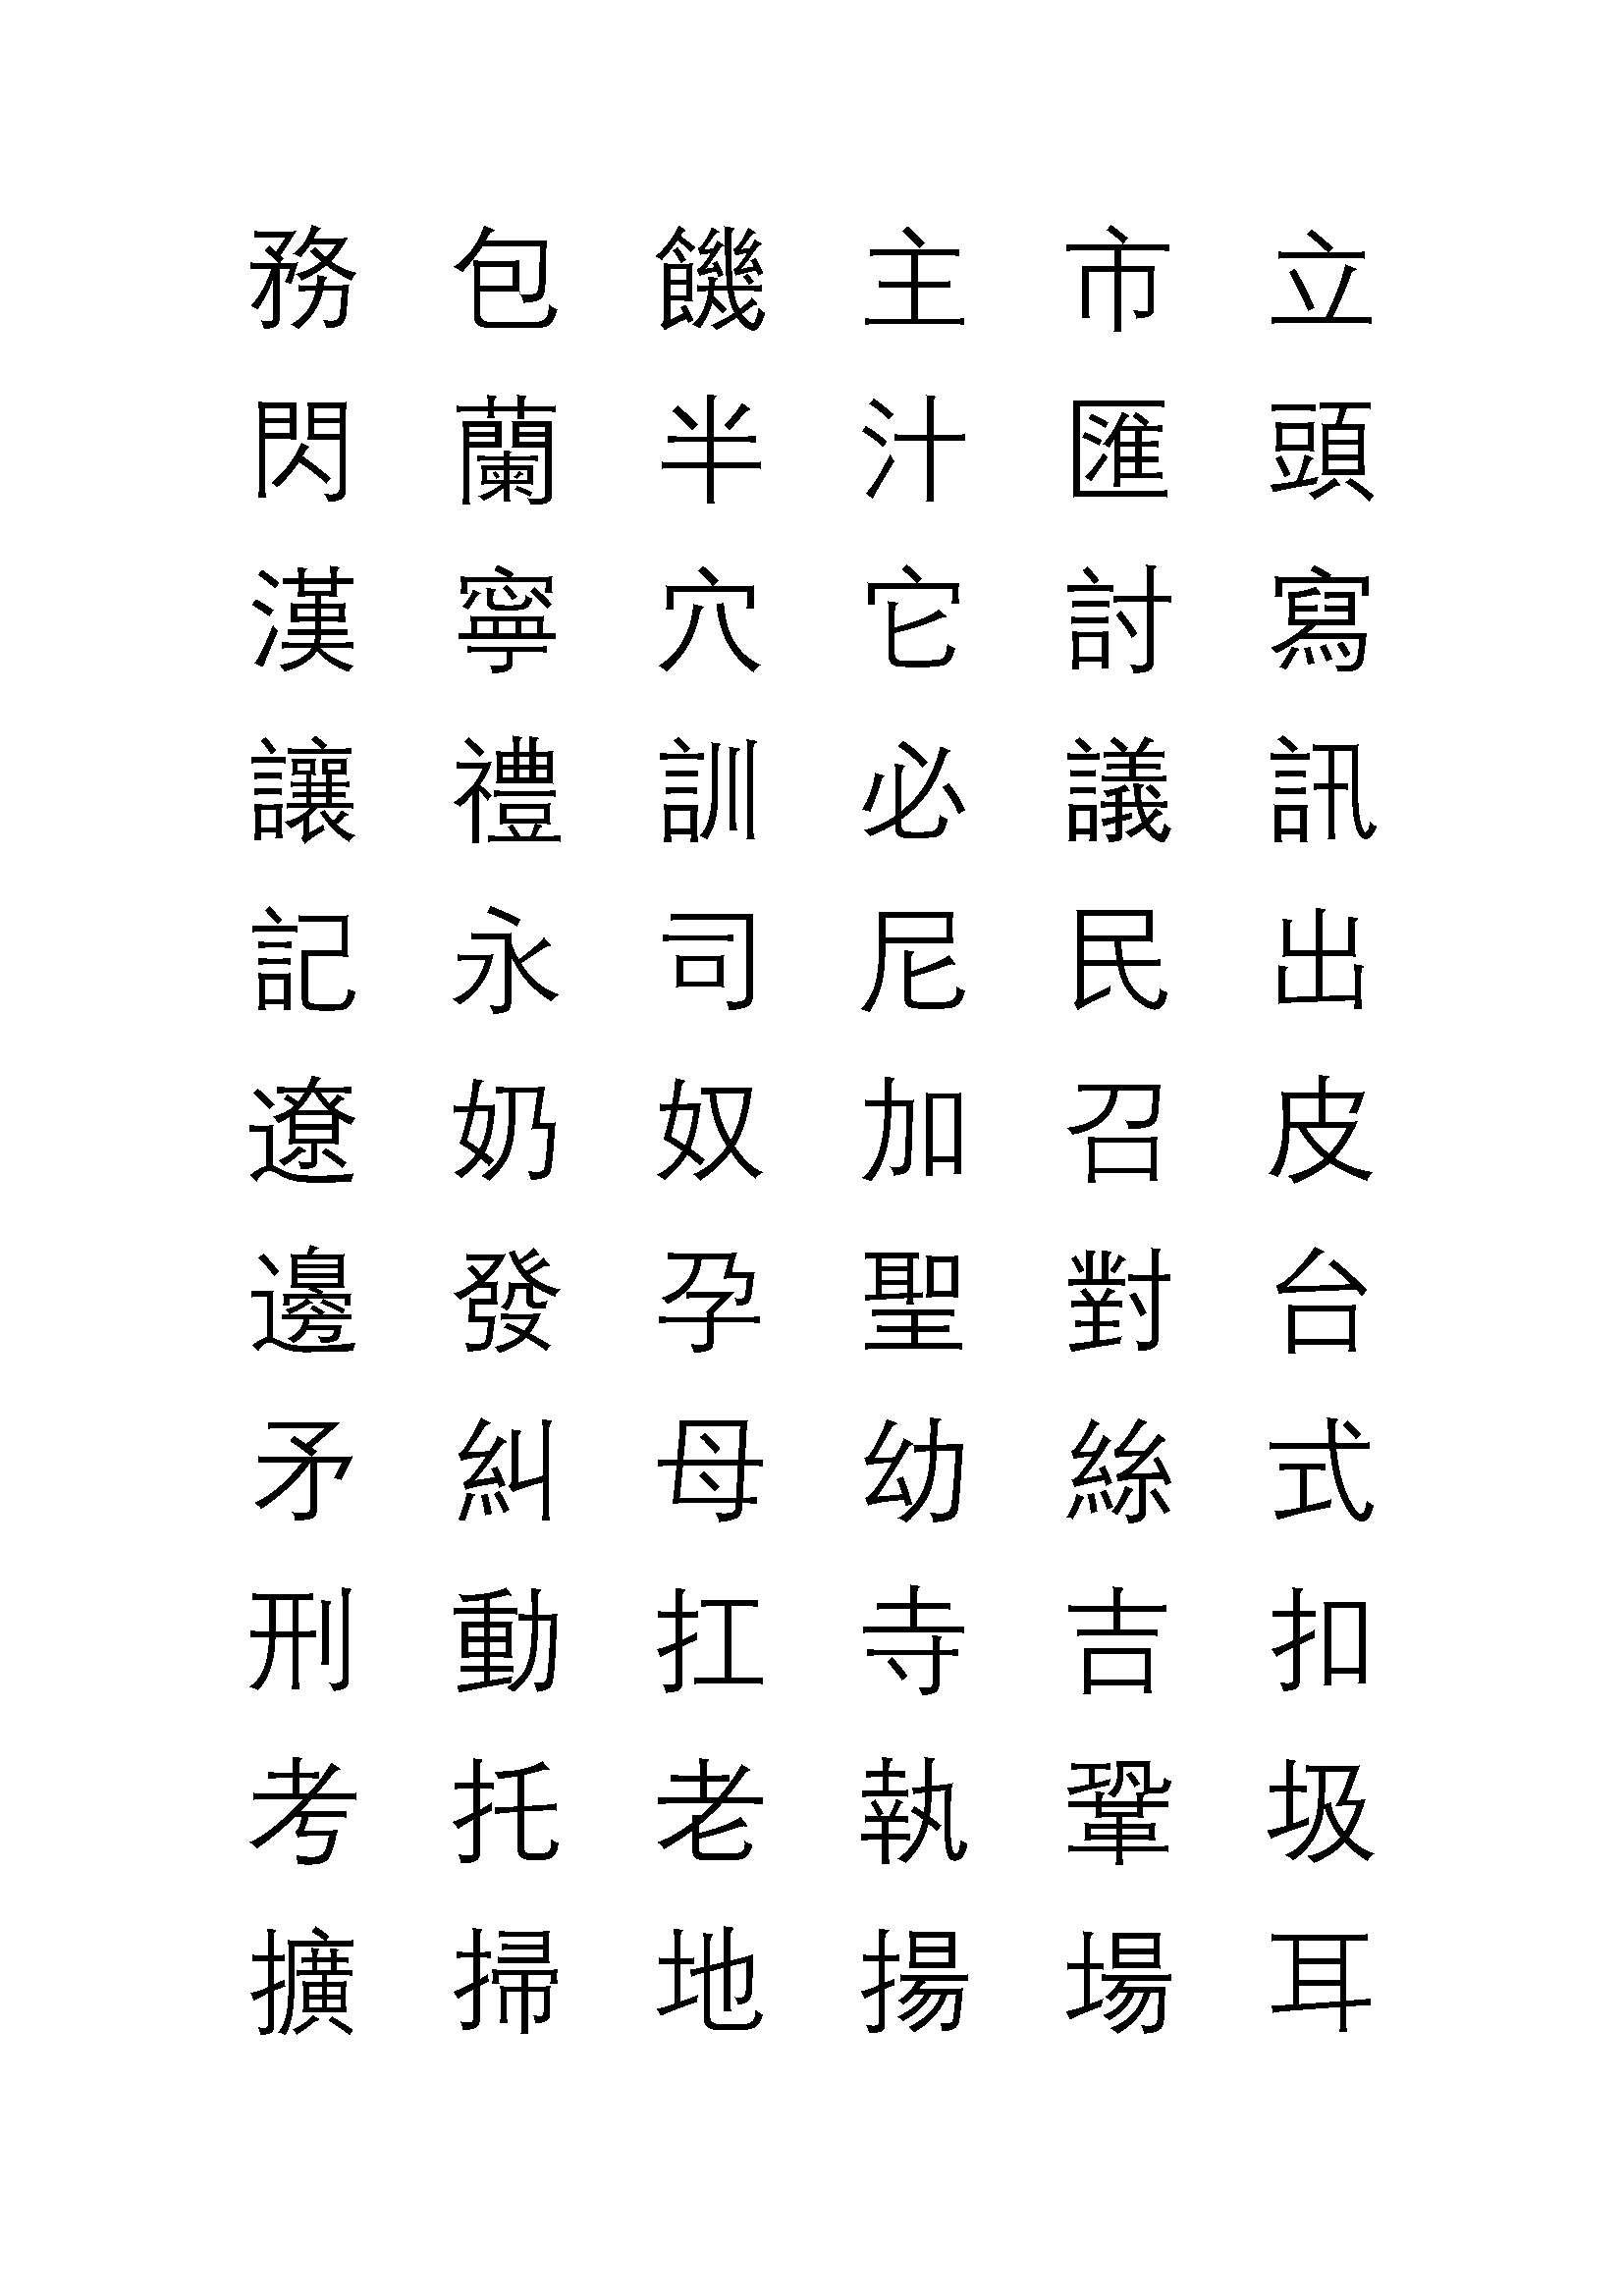 務 包 饑 主 市 立
閃 蘭 半 汁 匯 頭
漢 寧 穴 它 討 寫
讓 禮 訓 必 議 訊
記 永 司 尼 民 出
遼 奶 奴 加 召 皮
邊 發 孕 聖 對 台
矛 糾 母 幼 絲 式
刑 動 扛 寺 吉 扣
考 托 老 執 鞏 圾
擴 掃 地 揚 場 耳